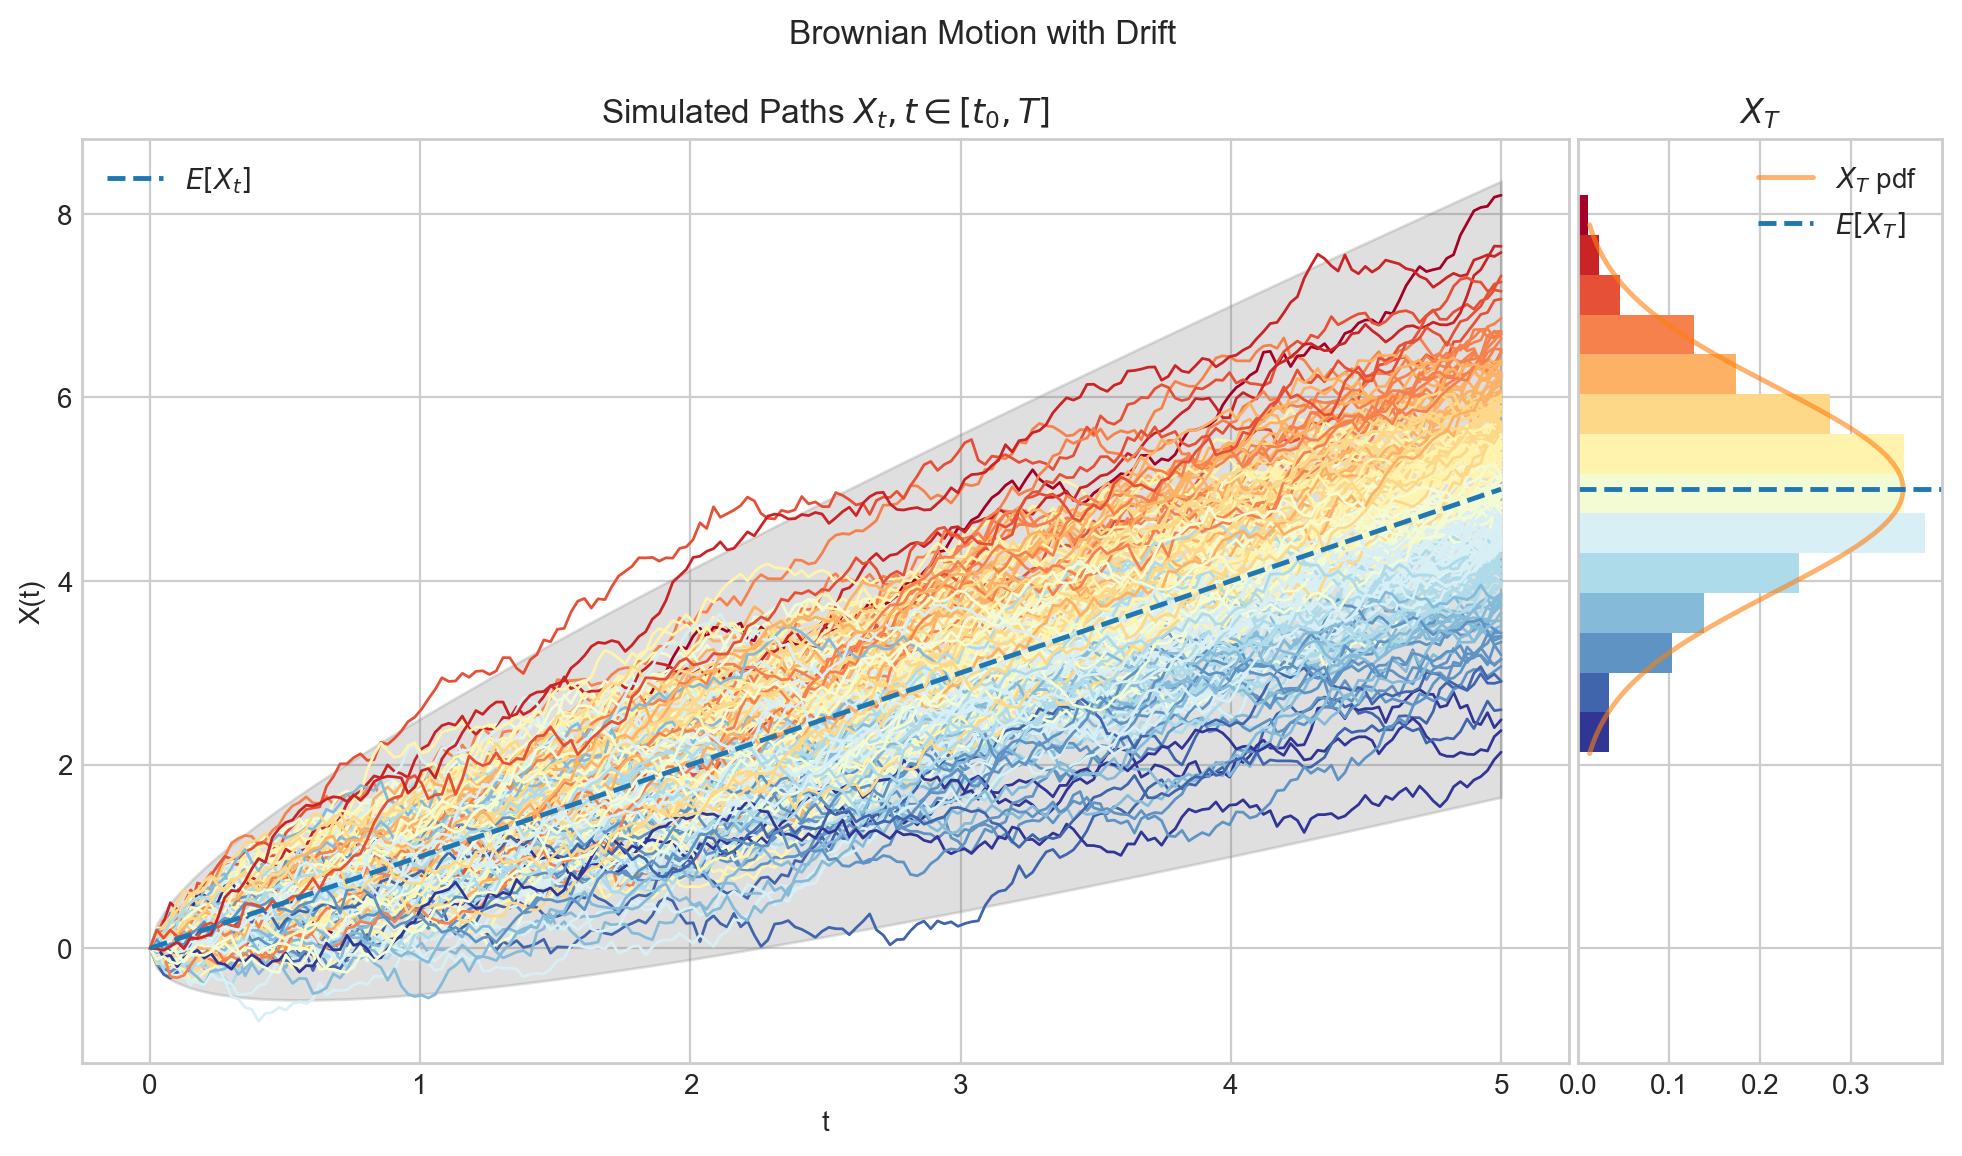 Brownian Motion with Drift
Simulated Paths $X_t, t \in [t_0, T]$
$X_T$
$E[X_t]$
$X_T$ pdf
$E[X_T]$
X(t)
8
6
4
2
0
0 1 2 3 4 5
0.0 0.1 0.2 0.3
t